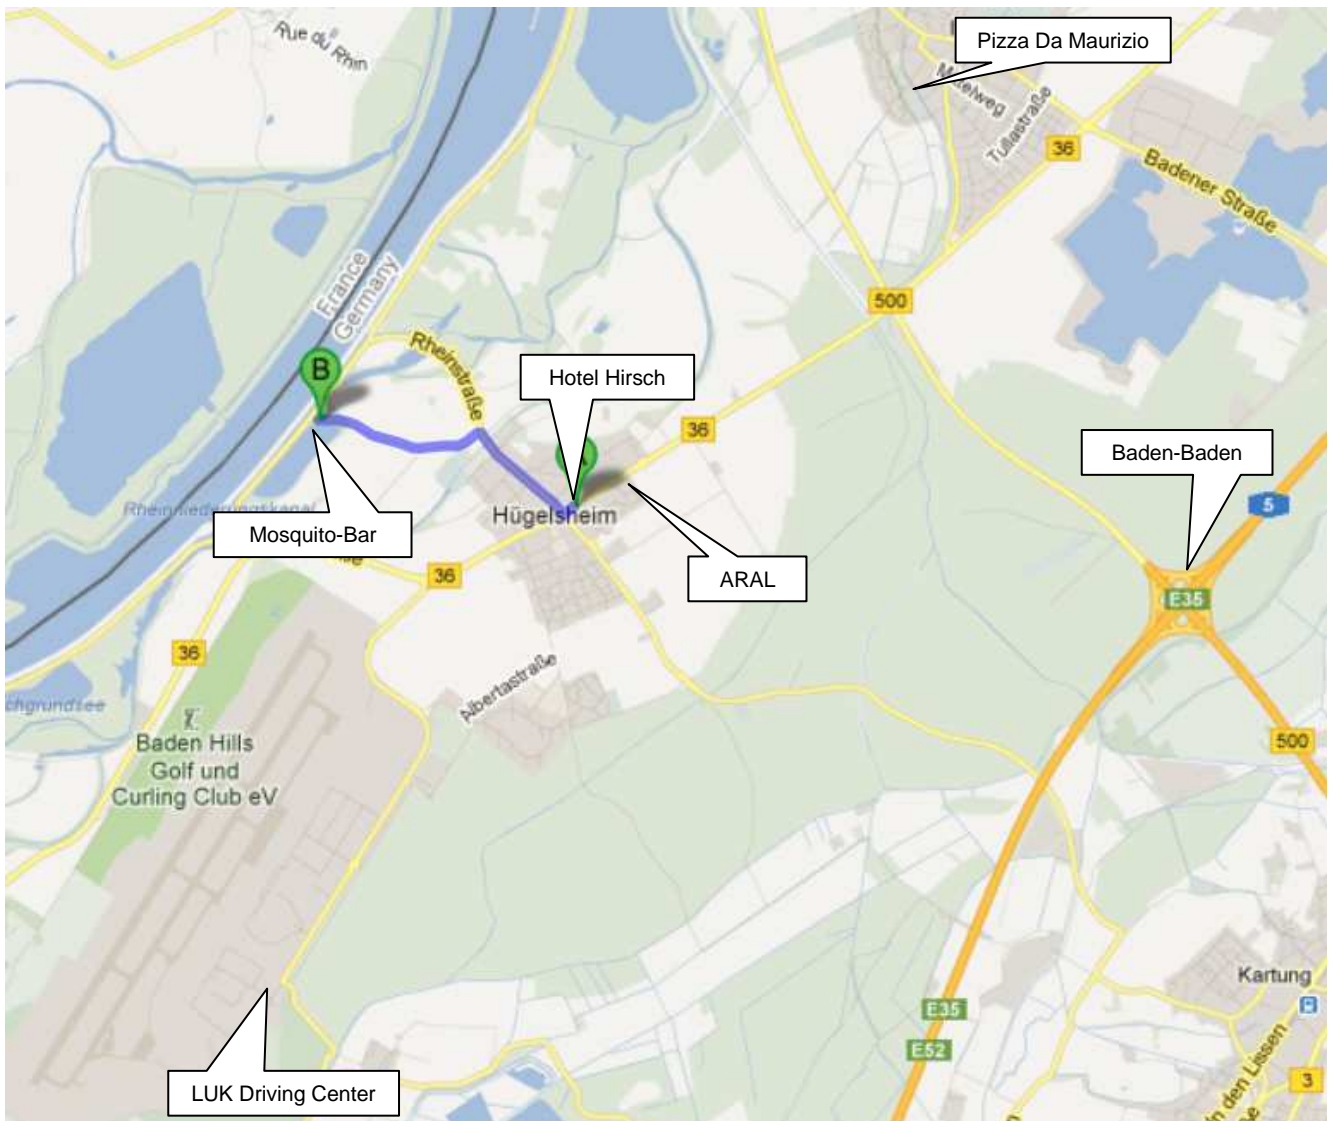 Rue du Rhin
Pizza Da Maurizio
Tullastraße
36
Badener Straße
France
Germany
500
B
Rheinstraße
Hotel Hirsch
36
Baden-Baden
5
Hügelsheim
Mosquito-Bar
36
ARAL
E35
36
Albertastraße
Baden Hills
Golf und
Curling Club eV
500
Kartung
E35
E52
LUK Driving Center
3